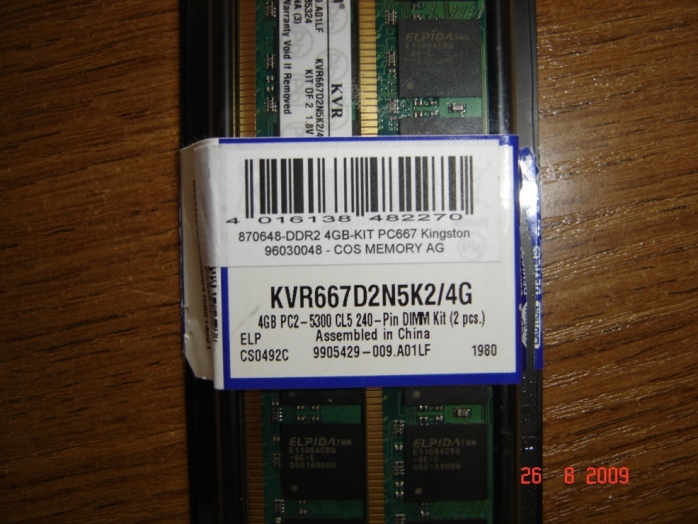 Warranty Void If Removed
KVR667D2N5K2/4
KIT OF 2 1.8V
KVR
ELPIDA
4 016138 482270
870648-DDR2 4GB-KIT PC667 Kingston
96030048 - COS MEMORY AG
KVR667D2N5K2/4G
4GB PC2-5300 CL5 240-Pin DIMM Kit (2 pcs.)
ELP Assembled in China
CS0492C 9905429-009.A01LF 1980
ELPIDA
ELPIDA
26 8 2009